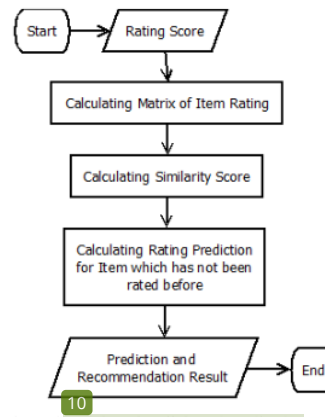 Start
Rating Score
Calculating Matrix of Item Rating
Calculating Similarity Score
Calculating Rating Prediction
for Item which has not been
rated before
Prediction and
Recommendation Result
End
10